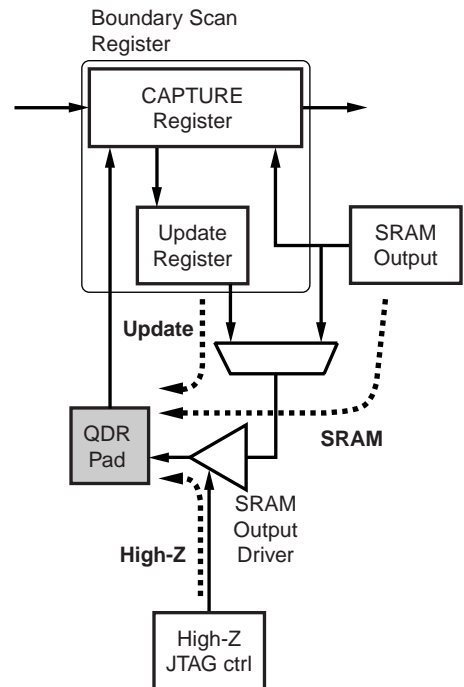 Boundary Scan
Register
CAPTURE
Register
Update
Register
SRAM
Output
Update
SRAM
QDR
Pad
SRAM
Output
Driver
High-Z
High-Z
JTAG ctrl